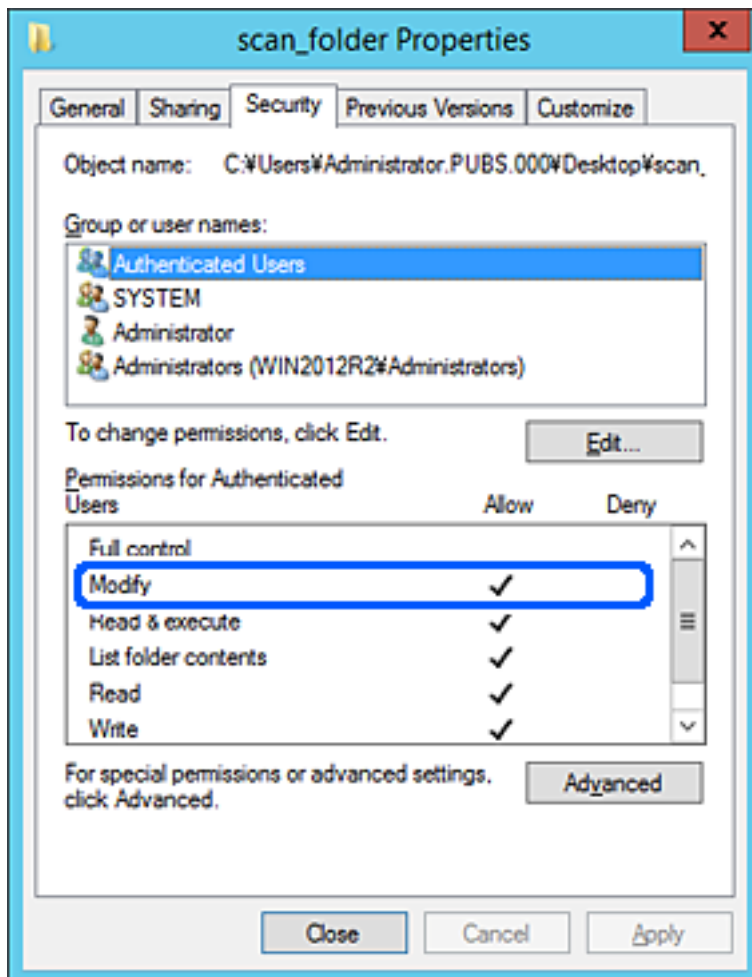 scan_folder Properties
General Sharing Security Previous Versions Customize
Object name: C:¥Users¥Administrator.PUBS.000¥Desktop¥scan_
Group or user names:
Authenticated Users
SYSTEM
Administrator
Administrators (WIN2012R2¥Administrators)
To change permissions, click Edit.
Edit...
Permissions for Authenticated
Users Allow Deny
Full control
Modify
Read & execute
List folder contents
Read
Write
For special permissions or advanced settings,
click Advanced.
Advanced
Close Cancel Apply